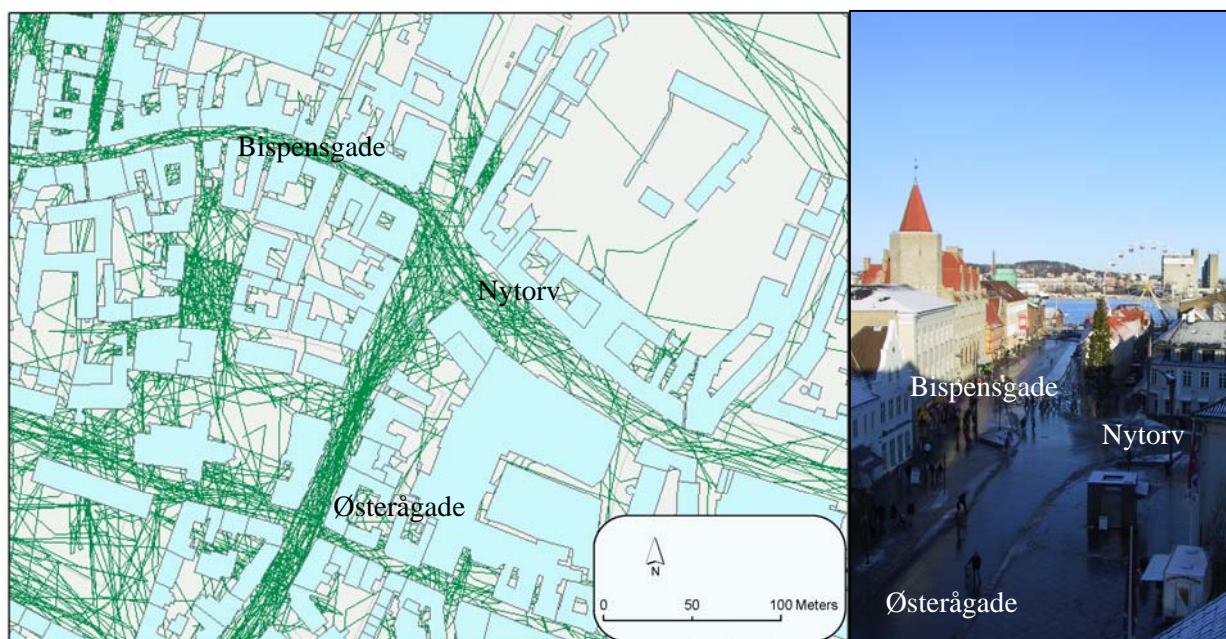 Bispensgade
Nytorv
Østerågade
N
0 50 100 Meters
Bispensgade
Nytorv
Østerågade